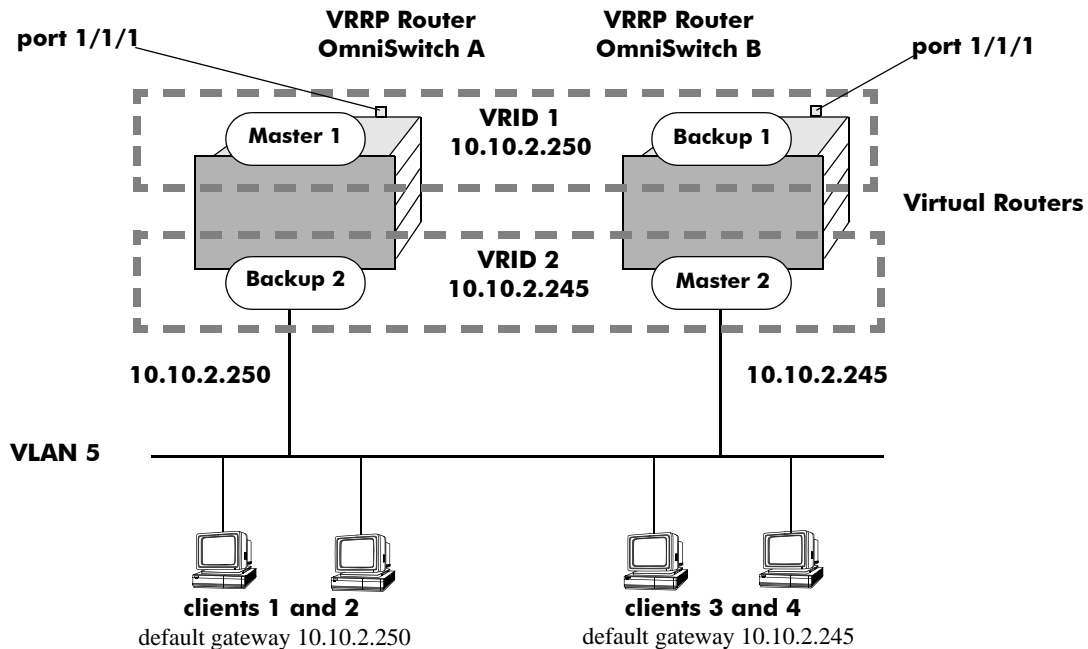 VRRP Router
OmniSwitch A
VRRP Router
OmniSwitch B
port 1/1/1
port 1/1/1
Master 1
VRID 1
10.10.2.250
Backup 1
Virtual Routers
Backup 2
VRID 2
10.10.2.245
Master 2
10.10.2.250
10.10.2.245
VLAN 5
clients 1 and 2
default gateway 10.10.2.250
clients 3 and 4
default gateway 10.10.2.245